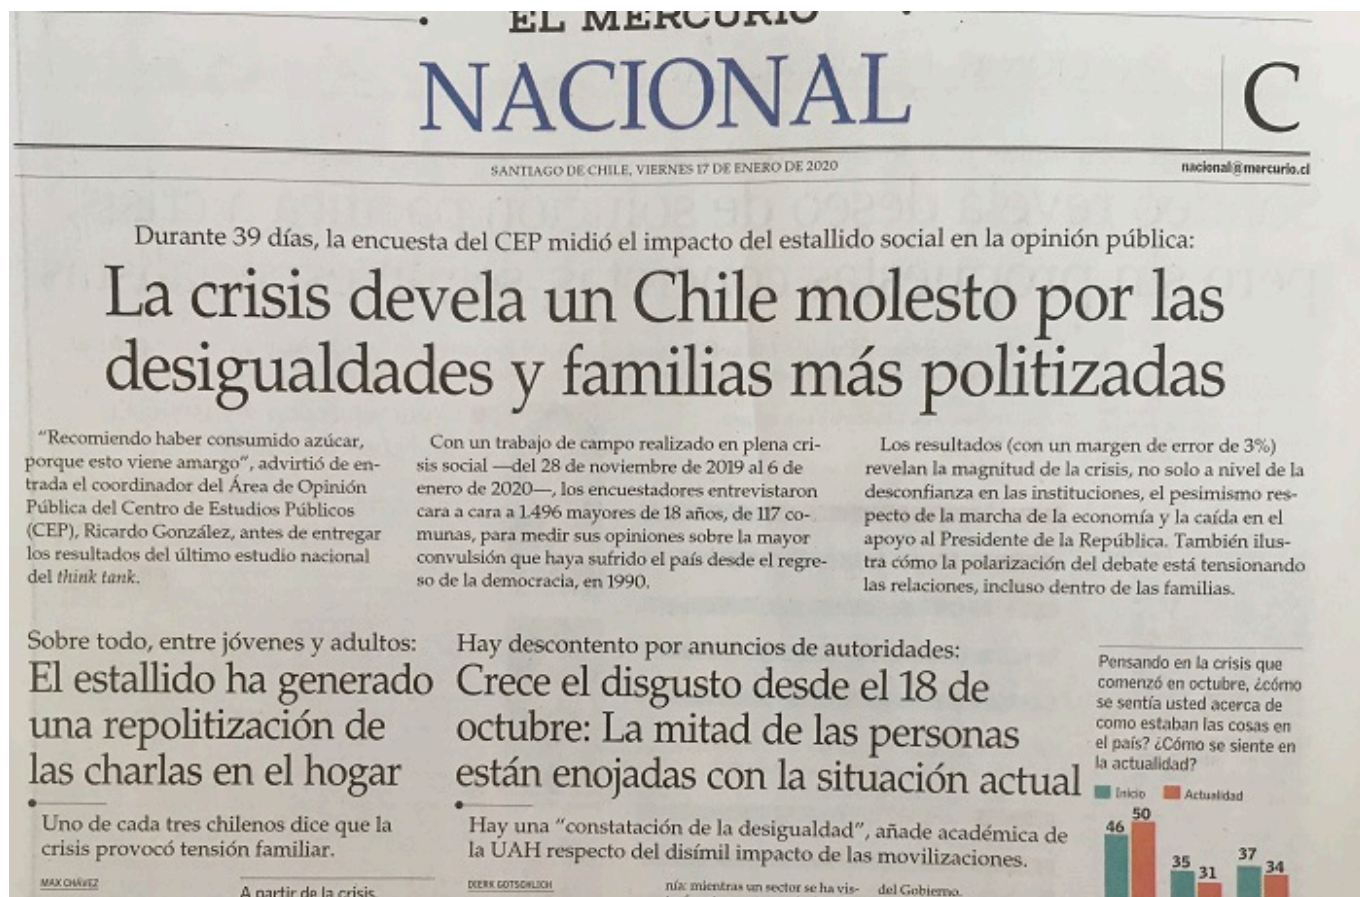 EL MERCURIO
NACIONAL
C
SANTIAGO DE CHILE, VIERNES 17 DE ENERO DE 2020
nacional@mercurio.cl
Durante 39 días, la encuesta del CEP midió el impacto del estallido social en la opinión pública:
La crisis devela un Chile molesto por las
desigualdades y familias más politizadas
“Recomiendo haber consumido azúcar,
porque esto viene amargo”, advirtió de en-
trada el coordinador del Área de Opinión
Pública del Centro de Estudios Públicos
(CEP), Ricardo González, antes de entregar
los resultados del último estudio nacional
del think tank.
Con un trabajo de campo realizado en plena cri-
sis social —del 28 de noviembre de 2019 al 6 de
enero de 2020—, los encuestadores entrevistaron
cara a cara a 1.496 mayores de 18 años, de 117 co-
munas, para medir sus opiniones sobre la mayor
convulsión que haya sufrido el país desde el regre-
so de la democracia, en 1990.
Los resultados (con un margen de error de 3%)
revelan la magnitud de la crisis, no solo a nivel de la
desconfianza en las instituciones, el pesimismo res-
pecto de la marcha de la economía y la caída en el
apoyo al Presidente de la República. También ilus-
tra cómo la polarización del debate está tensionando
las relaciones, incluso dentro de las familias.
Sobre todo, entre jóvenes y adultos:
El estallido ha generado
una repolitización de
las charlas en el hogar
Uno de cada tres chilenos dice que la
crisis provocó tensión familiar.
MAX CHÁVEZ
A partir de la crisis
Hay descontento por anuncios de autoridades:
Crece el disgusto desde el 18 de
octubre: La mitad de las personas
están enojadas con la situación actual
Hay una “constatación de la desigualdad”, añade académica de
la UAH respecto del disímil impacto de las movilizaciones.
DIERK GOTSCHLICH
nía: mientras un sector se ha vis-
del Gobierno.
Pensando en la crisis que
comenzó en octubre, ¿cómo
se sentía usted acerca de
como estaban las cosas en
el país? ¿Cómo se siente en
la actualidad?
Inicio Actualidad
46 50
35 31
37 34